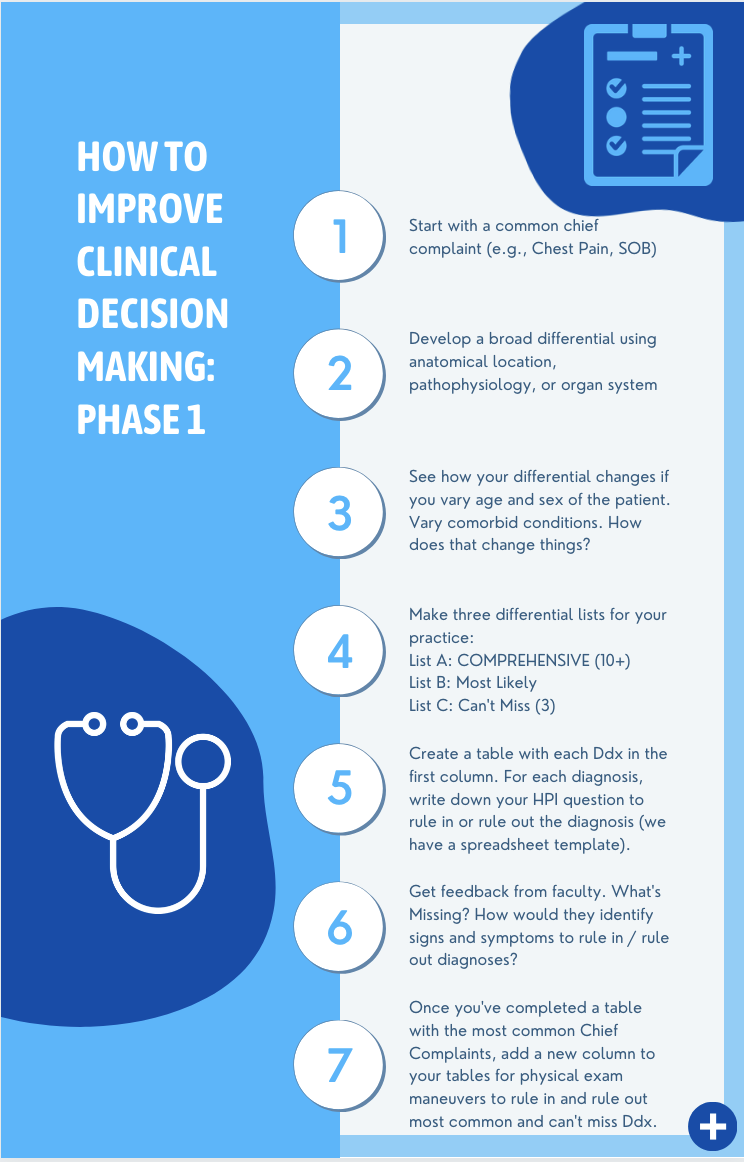 HOW TO
IMPROVE
CLINICAL
DECISION
MAKING:
PHASE 1
1
Start with a common chief
complaint (e.g., Chest Pain, SOB)
2
Develop a broad differential using
anatomical location,
pathophysiology, or organ system
3
See how your differential changes if
you vary age and sex of the patient.
Vary comorbid conditions. How
does that change things?
4
Make three differential lists for your
practice:
List A: COMPREHENSIVE (10+)
List B: Most Likely
List C: Can't Miss (3)
5
Create a table with each Ddx in the
first column. For each diagnosis,
write down your HPI question to
rule in or rule out the diagnosis (we
have a spreadsheet template).
6
Get feedback from faculty. What's
Missing? How would they identify
signs and symptoms to rule in / rule
out diagnoses?
7
Once you've completed a table
with the most common Chief
Complaints, add a new column to
your tables for physical exam
maneuvers to rule in and rule out
most common and can't miss Ddx.